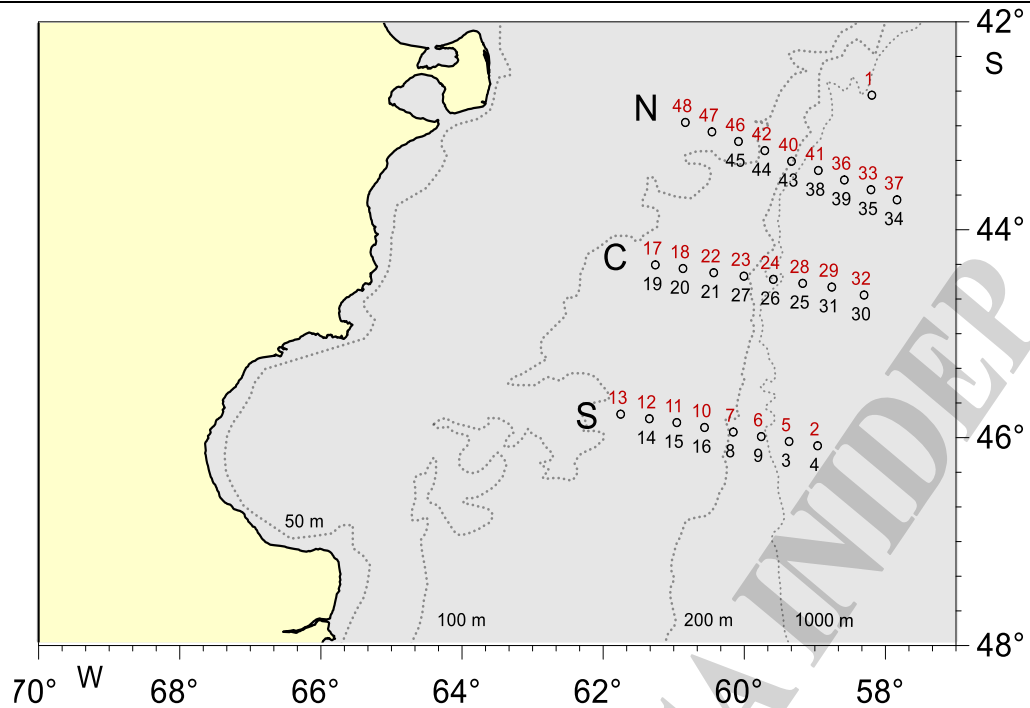 42°
S
1
N
48 47 46 42 40 41 36 33 37
45 44 43 38 39 35 34
44°
C
17 18 22 23 24 28 29 32
19 20 21 27 26 25 31 30
S
13 12 11 10 7 6 5 2
14 15 16 8 9 3 4
46°
50 m
100 m
200 m
1000 m
48°
70° W 68° 66° 64° 62° 60° 58°
A INIDEP